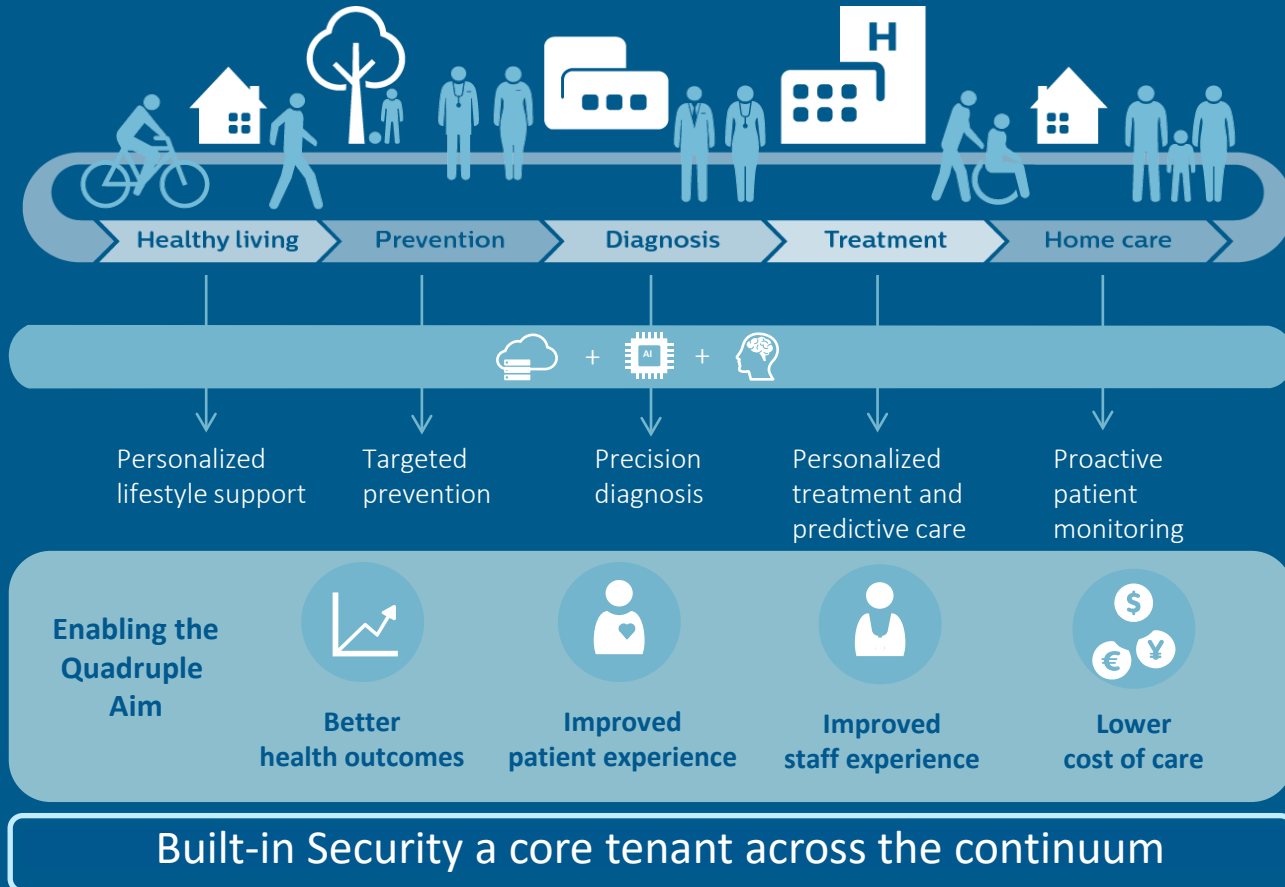 H
Healthy living
Prevention
Diagnosis
Treatment
Home care
+
AI
+
Personalized
lifestyle support
Targeted
prevention
Precision
diagnosis
Personalized
treatment and
predictive care
Proactive
patient
monitoring
Enabling the
Quadruple
Aim
Better
health outcomes
Improved
patient experience
Improved
staff experience
$
€
¥
Lower
cost of care
Built-in Security a core tenant across the continuum